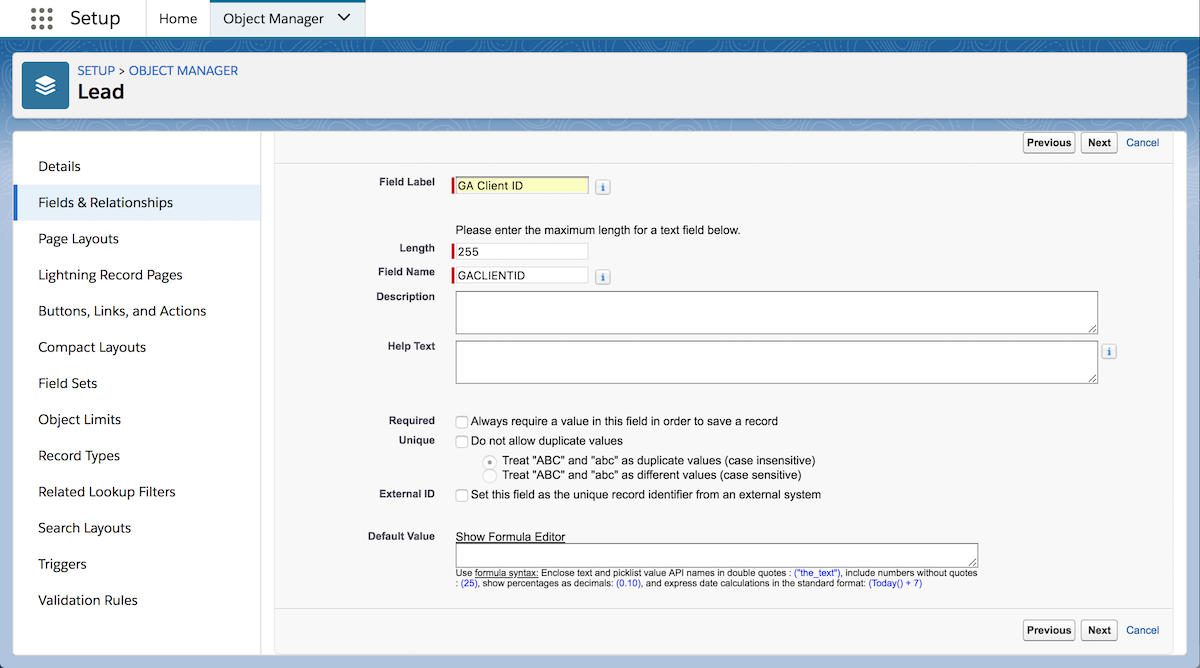 Setup
Home
Object Manager
SETUP > OBJECT MANAGER
Lead
Details
Fields & Relationships
Page Layouts
Lightning Record Pages
Buttons, Links, and Actions
Compact Layouts
Field Sets
Object Limits
Record Types
Related Lookup Filters
Search Layouts
Triggers
Validation Rules
Previous Next Cancel
Field Label GA Client ID i
Please enter the maximum length for a text field below.
Length 255
Field Name GACLIENTID i
Description
Help Text i
Required Always require a value in this field in order to save a record
Unique Do not allow duplicate values
Treat "ABC" and "abc" as duplicate values (case insensitive)
Treat "ABC" and "abc" as different values (case sensitive)
External ID Set this field as the unique record identifier from an external system
Default Value Show Formula Editor
Use formula syntax: Enclose text and picklist value API names in double quotes : ("the_text"), include numbers without quotes
: (25), show percentages as decimals: (0.10), and express date calculations in the standard format: (Today() + 7)
Previous Next Cancel